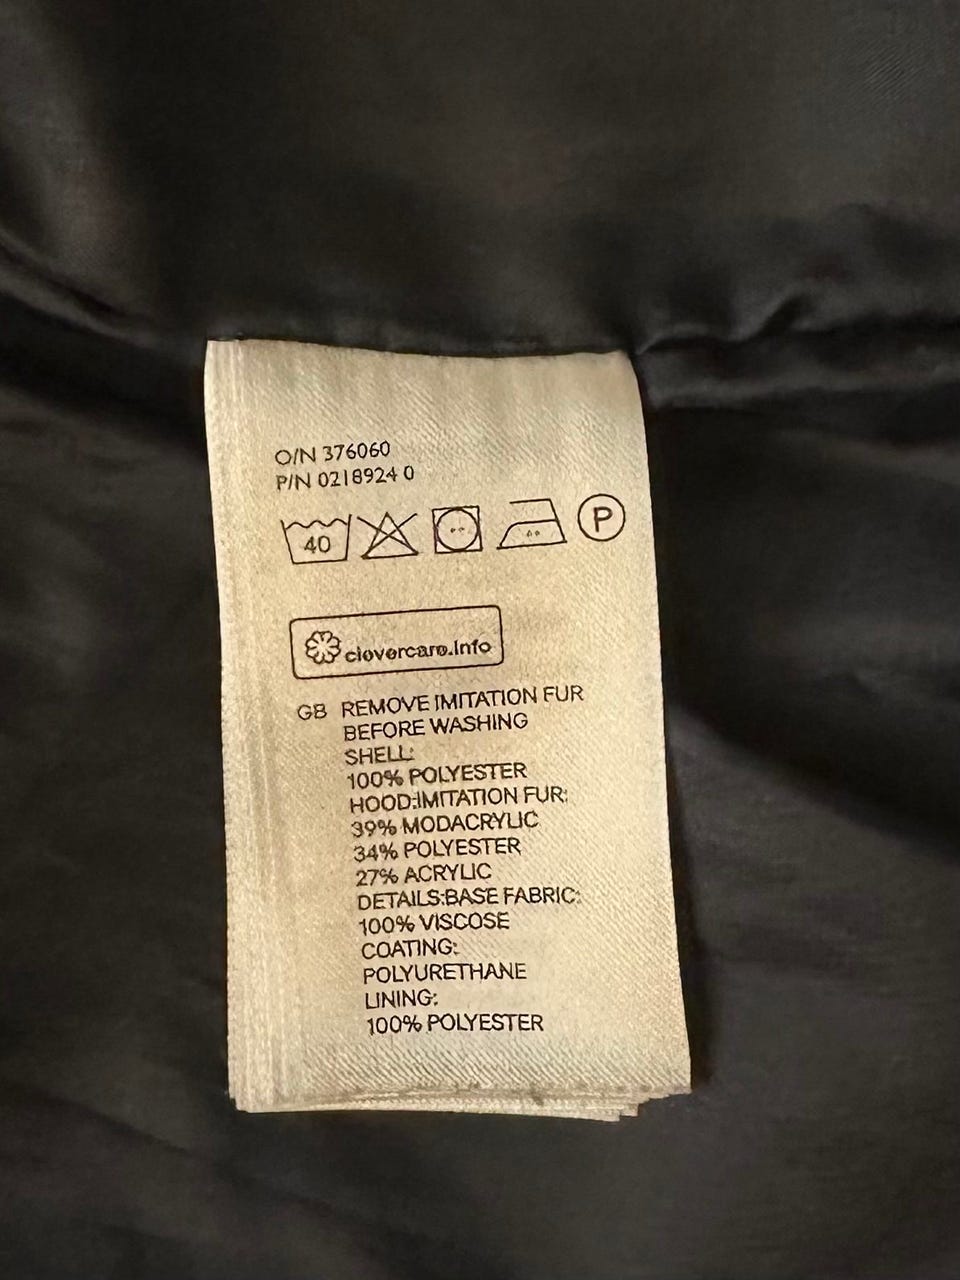 O/N 376060
P/N 0218924 0
40 P
clovercare.info
GB REMOVE IMITATION FUR
BEFORE WASHING
SHELL:
100% POLYESTER
HOOD:IMITATION FUR:
39% MODACRYLIC
34% POLYESTER
27% ACRYLIC
DETAILS:BASE FABRIC:
100% VISCOSE
COATING:
POLYURETHANE
LINING:
100% POLYESTER